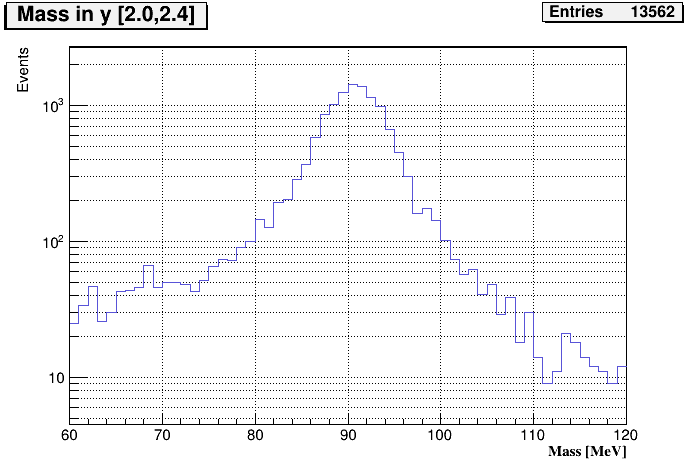 Mass in y [2.0,2.4]
Entries 13562
Events
10³
10²
10
60 70 80 90 100 110 120
Mass [MeV]